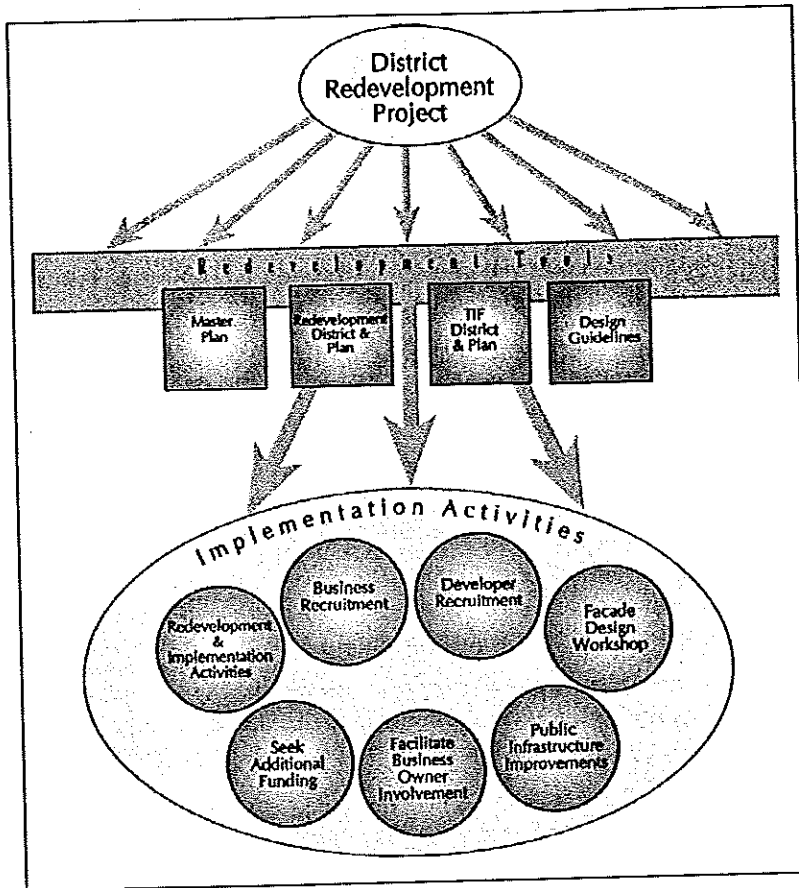 District
Redevelopment
Project
Redevelopment Tools
Master
Plan
Redevelopment
District &
Plan
TIF
District
& Plan
Design
Guidelines
Implementation Activities
Redevelopment
&
Implementation
Activities
Business
Recruitment
Developer
Recruitment
Facade
Design
Workshop
Seek
Additional
Funding
Facilitate
Business
Owner
Involvement
Public
Infrastructure
Improvements